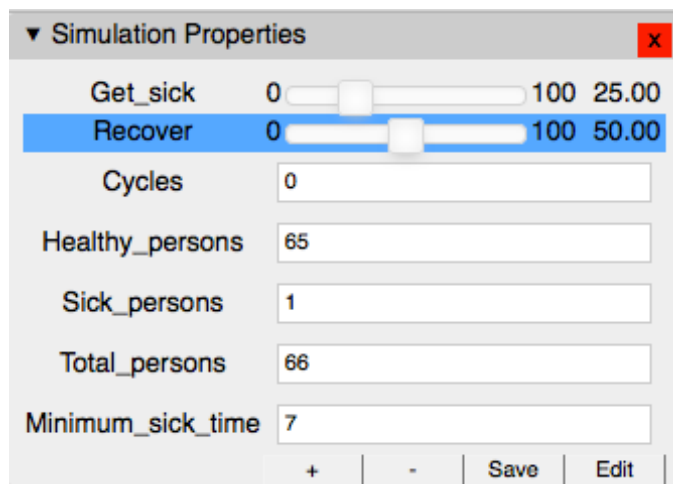 ▼ Simulation Properties x
Get_sick 0 100 25.00
Recover 0 100 50.00
Cycles 0
Healthy_persons 65
Sick_persons 1
Total_persons 66
Minimum_sick_time 7
+ - Save Edit